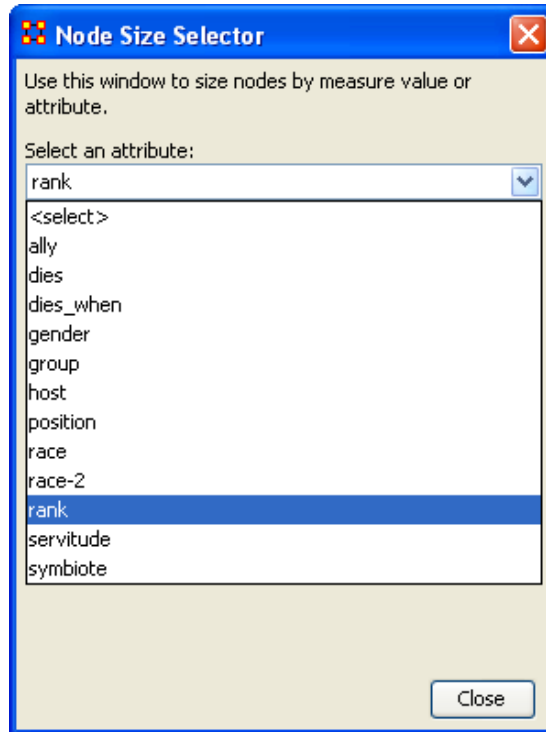 Node Size Selector
Use this window to size nodes by measure value or
attribute.
Select an attribute:
rank
<select>
ally
dies
dies_when
gender
group
host
position
race
race-2
rank
servitude
symbiote
Close